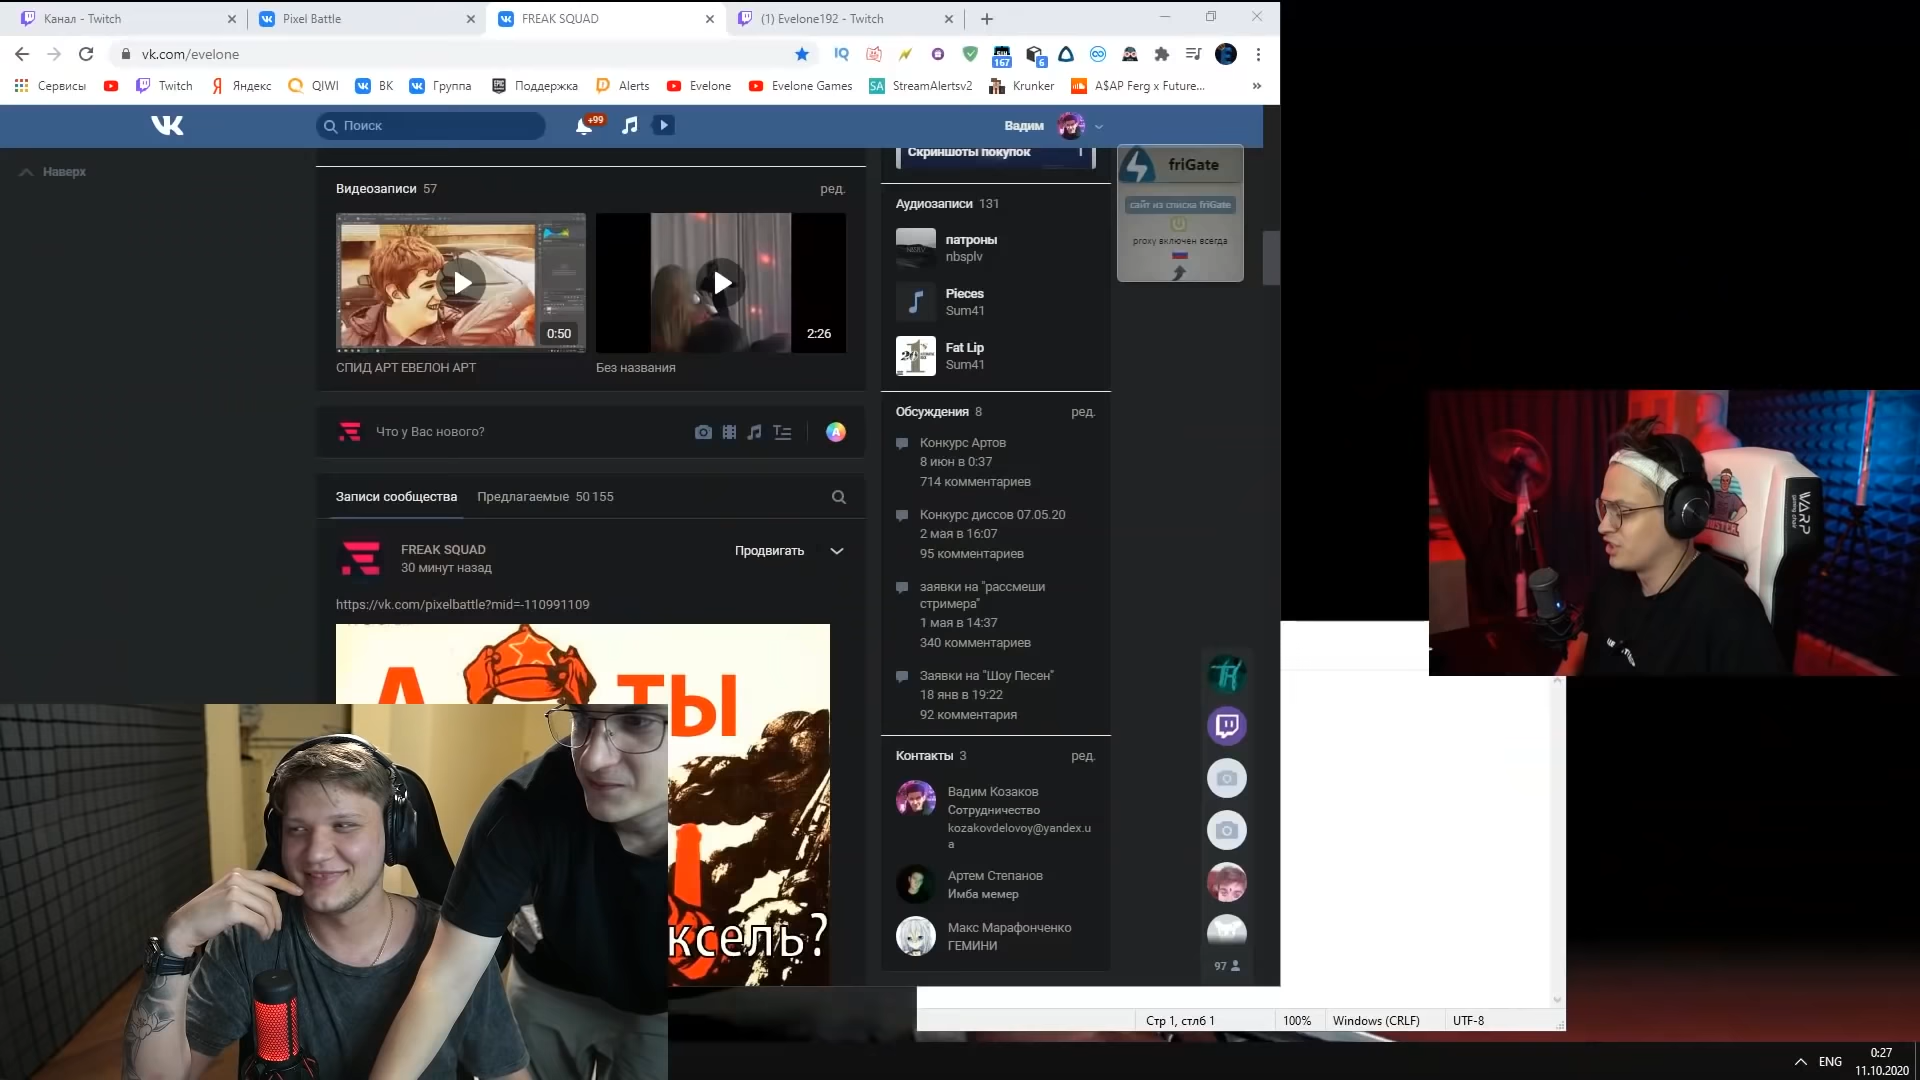 Канал - Twitch
Pixel Battle
FREAK SQUAD
(1) Evelone192 - Twitch
vk.com/evelone
167
6
Сервисы
Twitch
Яндекс
QIWI
ВК
Группа
Поддержка
Alerts
Evelone
Evelone Games
SA
StreamAlertsv2
Krunker
A$AP Ferg x Future...
Поиск
+99
Вадим
Наверх
Видеозаписи 57
ред.
0:50
2:26
СПИД АРТ ЕВЕЛОН АРТ
Без названия
Что у Вас нового?
Записи сообщества
Предлагаемые 50 155
FREAK SQUAD
30 минут назад
Продвигать
https://vk.com/pixelbattle?mid=-110991109
А
ТЫ
ксель?
Скриншоты покупок
Аудиозаписи 131
патроны
nbsplv
Pieces
Sum41
Fat Lip
Sum41
Обсуждения 8
ред.
Конкурс Артов
8 июн в 0:37
714 комментариев
Конкурс диссов 07.05.20
2 мая в 16:07
95 комментариев
заявки на "рассмеши
стримера"
1 мая в 14:37
340 комментариев
Заявки на "Шоу Песен"
18 янв в 19:22
92 комментария
Контакты 3
ред.
Вадим Козаков
Сотрудничество
kozakovdelovoy@yandex.u
a
Артем Степанов
Имба мемер
Макс Марафонченко
ГЕМИНИ
friGate
сайт из списка friGate
proxy включен всегда
97
WARP
Стр 1, стлб 1
100%
Windows (CRLF)
UTF-8
ENG
0:27
11.10.2020